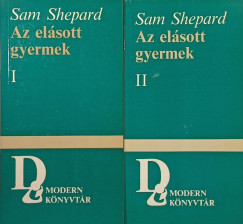 Sam Shepard
Az elásott
gyermek
I
MODERN
KÖNYVTÁR
Sam Shepard
Az elásott
gyermek
II
MODERN
KÖNYVTÁR